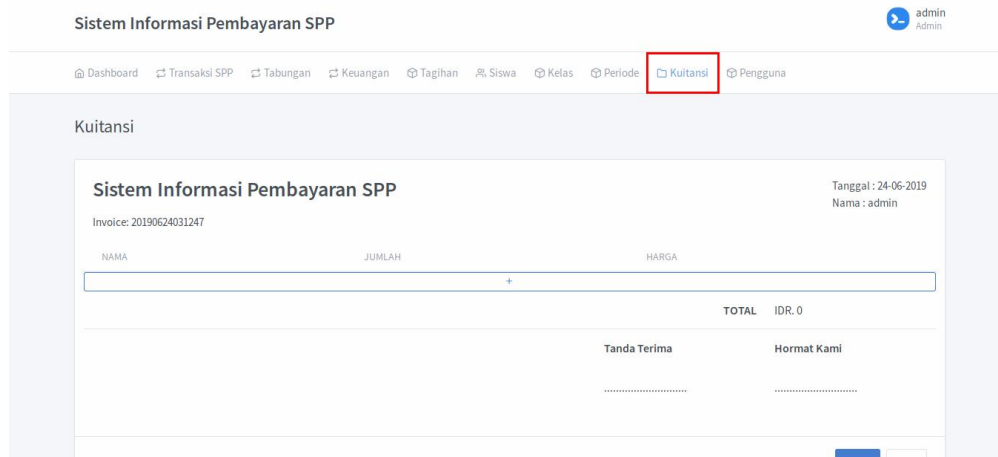 Sistem Informasi Pembayaran SPP
admin
Admin
Dashboard Transaksi SPP Tabungan Keuangan Tagihan Siswa Kelas Periode Kuitansi Pengguna
Kuitansi
Sistem Informasi Pembayaran SPP
Tanggal : 24-06-2019
Nama : admin
Invoice: 20190624031247
NAMA JUMLAH HARGA
+
TOTAL IDR. 0
Tanda Terima Hormat Kami
............................ ............................